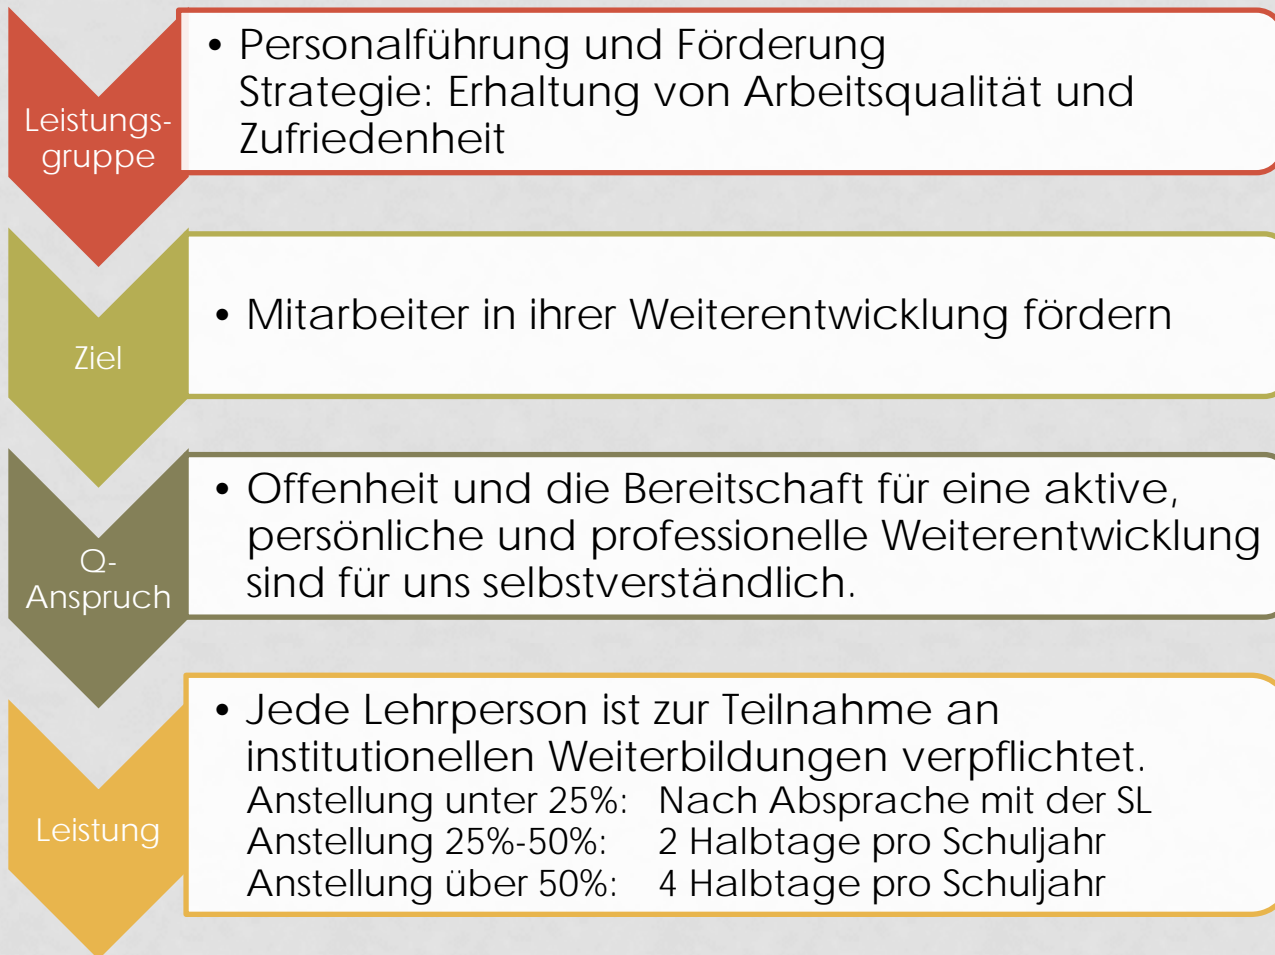 Leistungs-
gruppe
• Personalführung und Förderung
Strategie: Erhaltung von Arbeitsqualität und
Zufriedenheit
Ziel
• Mitarbeiter in ihrer Weiterentwicklung fördern
Q-
Anspruch
• Offenheit und die Bereitschaft für eine aktive,
persönliche und professionelle Weiterentwicklung
sind für uns selbstverständlich.
Leistung
• Jede Lehrperson ist zur Teilnahme an
institutionellen Weiterbildungen verpflichtet.
Anstellung unter 25%: Nach Absprache mit der SL
Anstellung 25%-50%: 2 Halbtage pro Schuljahr
Anstellung über 50%: 4 Halbtage pro Schuljahr